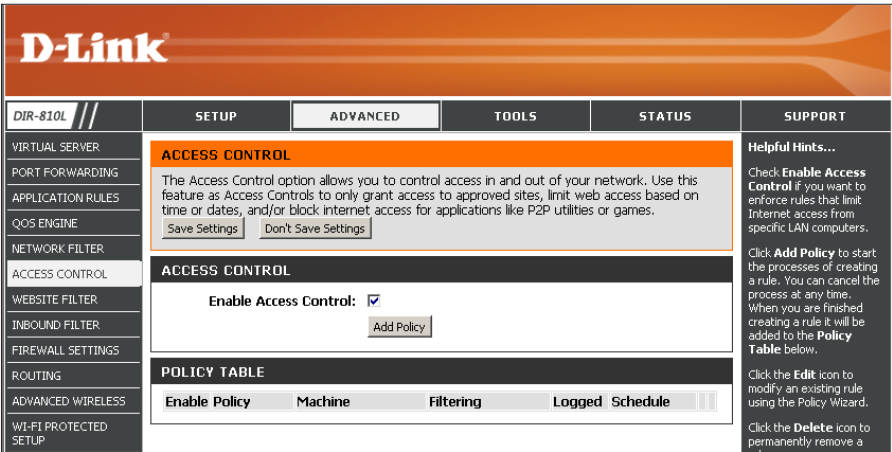 D-Link
DIR-810L
SETUP
ADVANCED
TOOLS
STATUS
SUPPORT
VIRTUAL SERVER
PORT FORWARDING
APPLICATION RULES
QOS ENGINE
NETWORK FILTER
ACCESS CONTROL
WEBSITE FILTER
INBOUND FILTER
FIREWALL SETTINGS
ROUTING
ADVANCED WIRELESS
WI-FI PROTECTED
SETUP
ACCESS CONTROL
The Access Control option allows you to control access in and out of your network. Use this
feature as Access Controls to only grant access to approved sites, limit web access based on
time or dates, and/or block internet access for applications like P2P utilities or games.
Save Settings
Don't Save Settings
ACCESS CONTROL
Enable Access Control:
Add Policy
POLICY TABLE
Enable Policy Machine Filtering Logged Schedule
Helpful Hints...
Check Enable Access
Control if you want to
enforce rules that limit
Internet access from
specific LAN computers.
Click Add Policy to start
the processes of creating
a rule. You can cancel the
process at any time.
When you are finished
creating a rule it will be
added to the Policy
Table below.
Click the Edit icon to
modify an existing rule
using the Policy Wizard.
Click the Delete icon to
permanently remove a